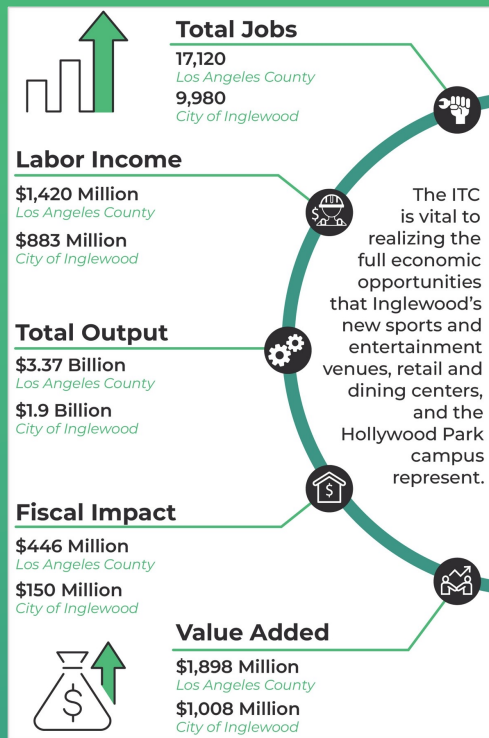 Total Jobs
17,120
Los Angeles County
9,980
City of Inglewood
Labor Income
$1,420 Million
Los Angeles County
$883 Million
City of Inglewood
The ITC
is vital to
realizing the
full economic
opportunities
that Inglewood's
new sports and
entertainment
venues, retail and
dining centers,
and the
Hollywood Park
campus
represent.
Total Output
$3.37 Billion
Los Angeles County
$1.9 Billion
City of Inglewood
Fiscal Impact
$446 Million
Los Angeles County
$150 Million
City of Inglewood
Value Added
$1,898 Million
Los Angeles County
$1,008 Million
City of Inglewood
$
$
$